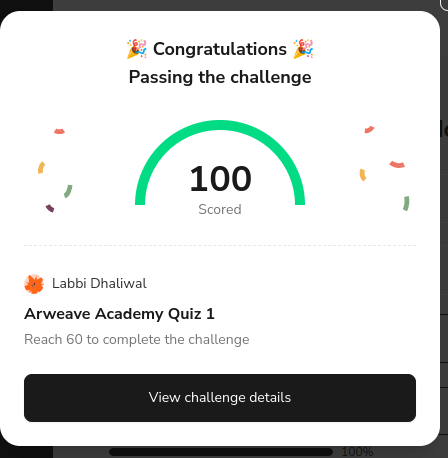 🎉 Congratulations 🎉
Passing the challenge
100
Scored
Labbi Dhaliwal
Arweave Academy Quiz 1
Reach 60 to complete the challenge
View challenge details
100%